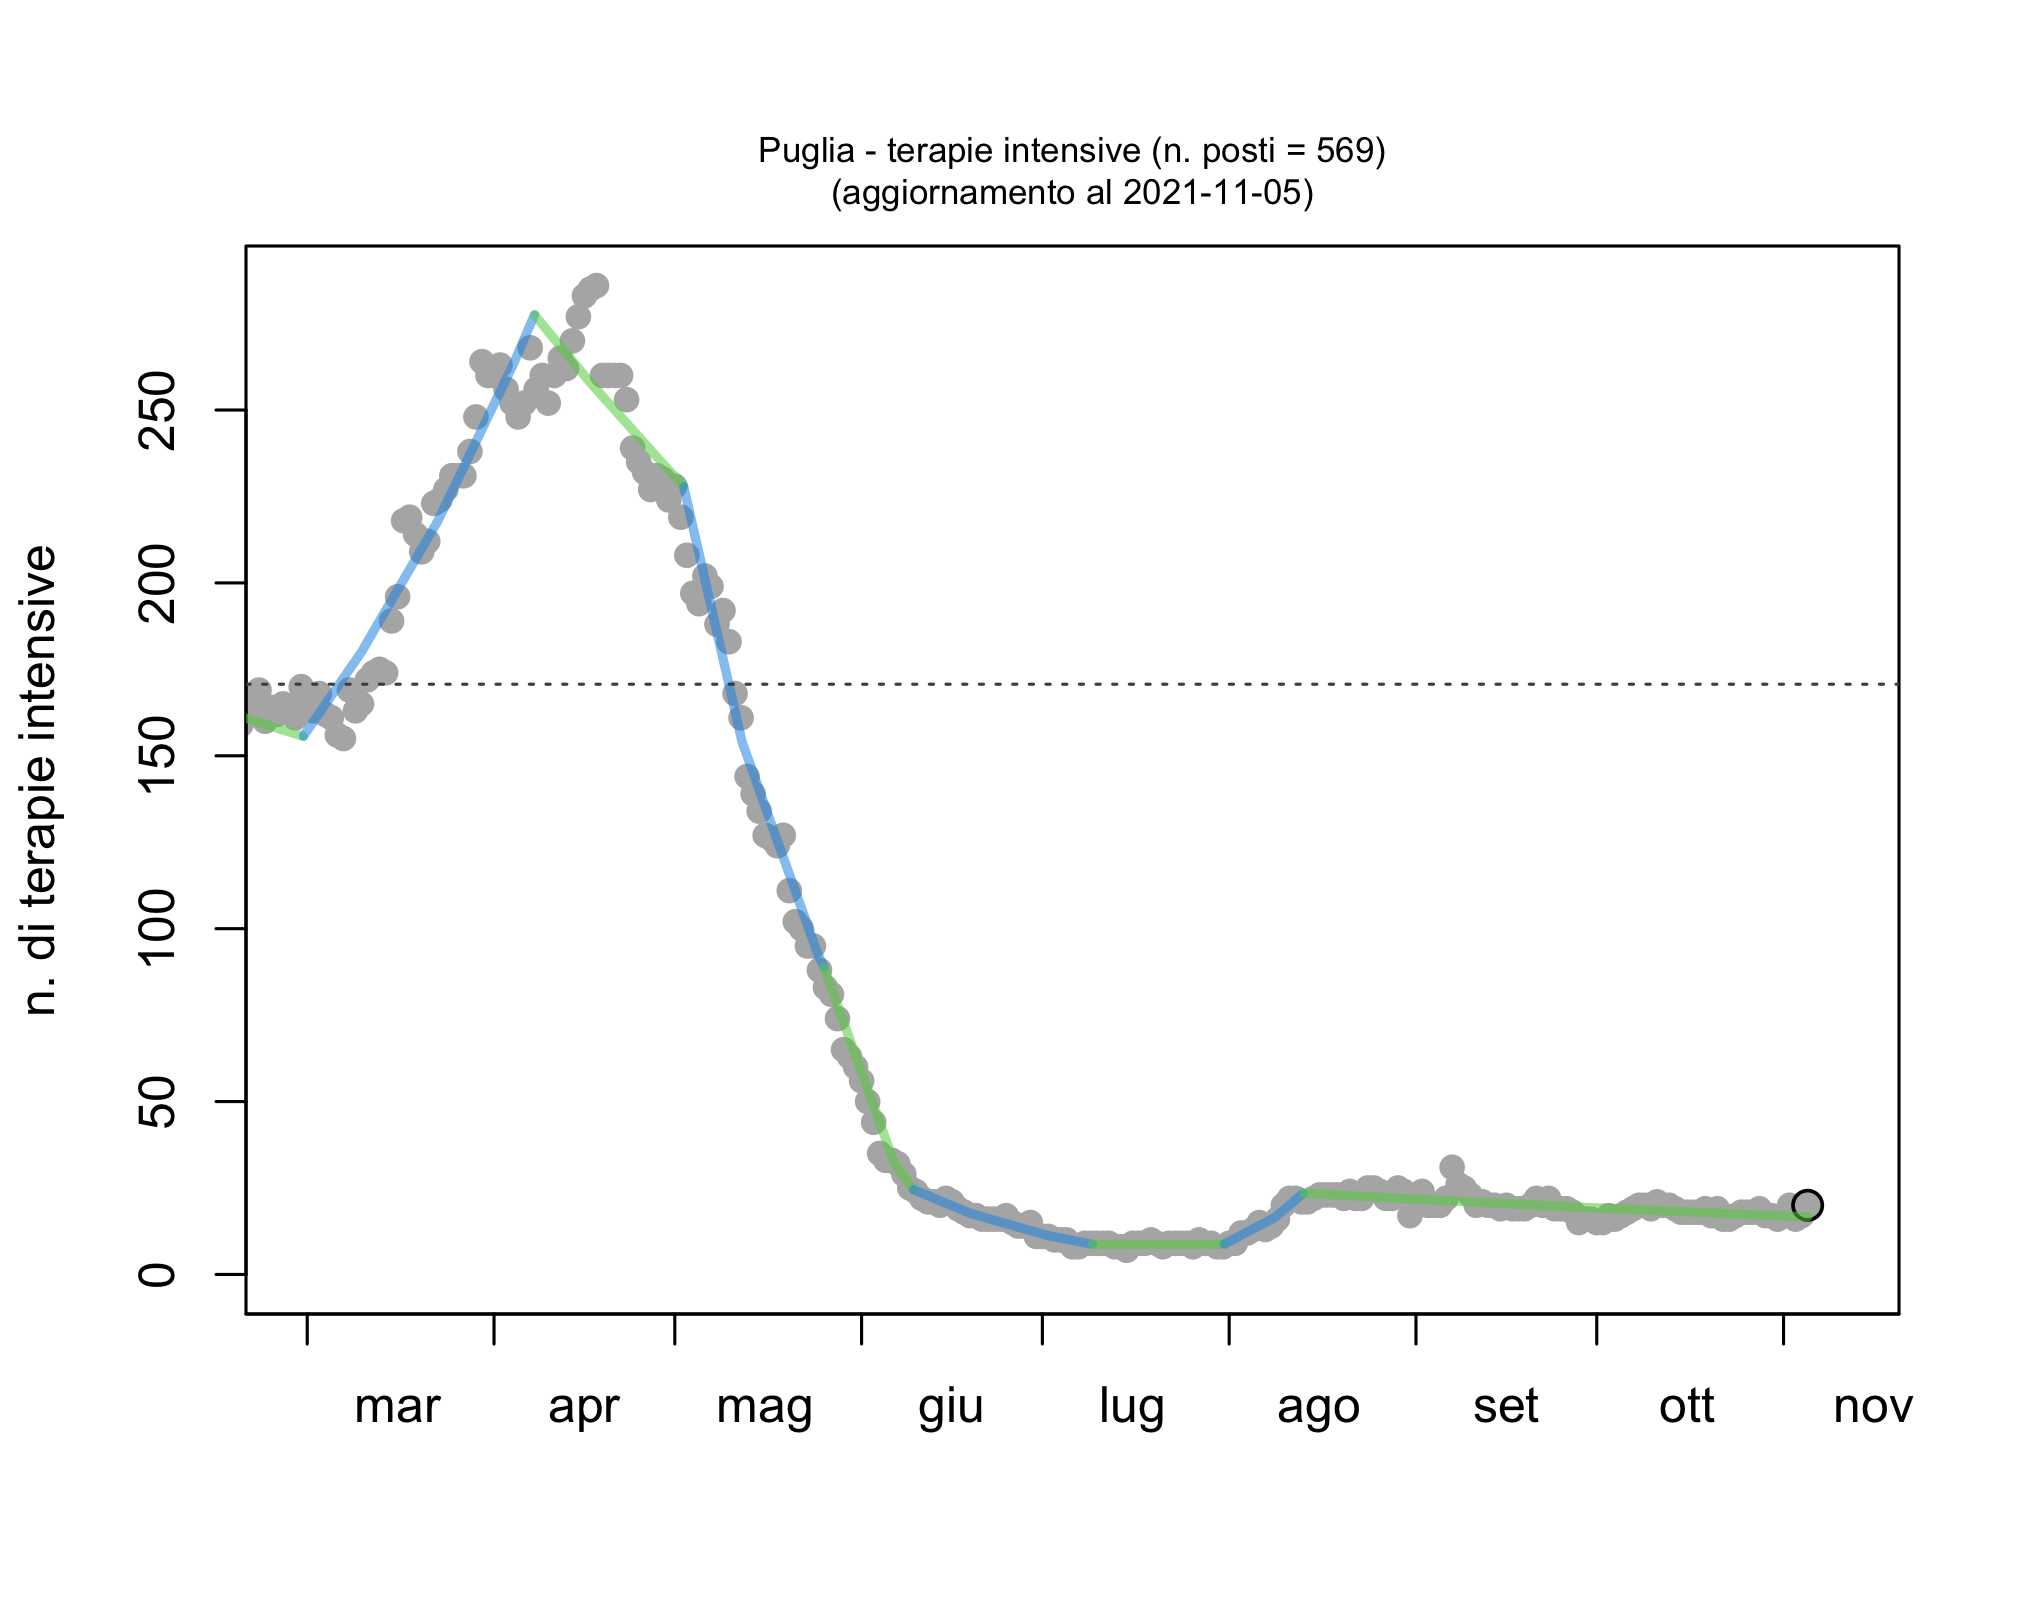 Puglia - terapie intensive (n. posti = 569)
(aggiornamento al 2021-11-05)
n. di terapie intensive
250
200
150
100
50
0
mar apr mag giu lug ago set ott nov